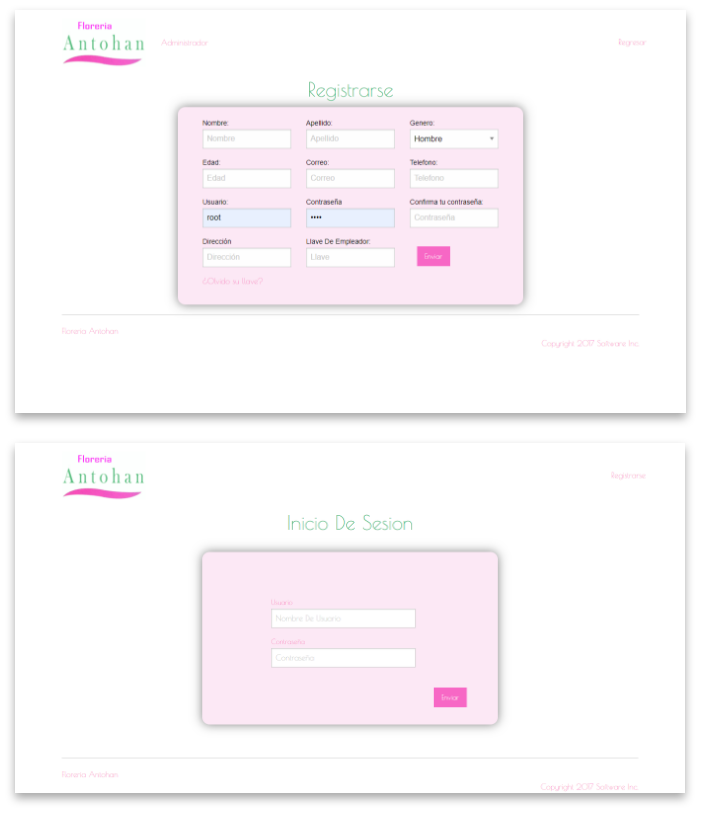 Floreria
Antohan
Administrador
Regresar
Registrarse
Nombre: Apellido: Genero:
Nombre Apellido Hombre
Edad: Correo: Telefono:
Edad Correo Telefono
Usuario: Contraseña Confirma tu contraseña:
root •••• Contraseña
Dirección Llave De Empleador:
Dirección Llave Enviar
¿Olvido su llave?
Floreria Antohan
Copyright 2017 Software Inc.
Floreria
Antohan
Registrarse
Inicio De Sesion
Usuario
Nombre De Usuario
Contraseña
Contraseña
Enviar
Floreria Antohan
Copyright 2017 Software Inc.